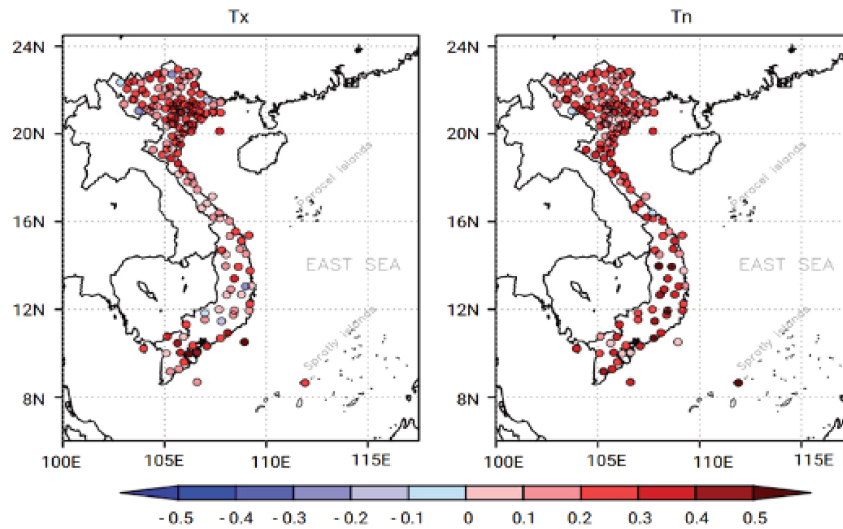 Tx
Tn
24N
20N
16N
12N
8N
Paracel Islands
EAST SEA
Spratly Islands
100E 105E 110E 115E
24N
20N
16N
12N
8N
Paracel Islands
EAST SEA
Spratly Islands
100E 105E 110E 115E
-0.5 -0.4 -0.3 -0.2 -0.1 0 0.1 0.2 0.3 0.4 0.5